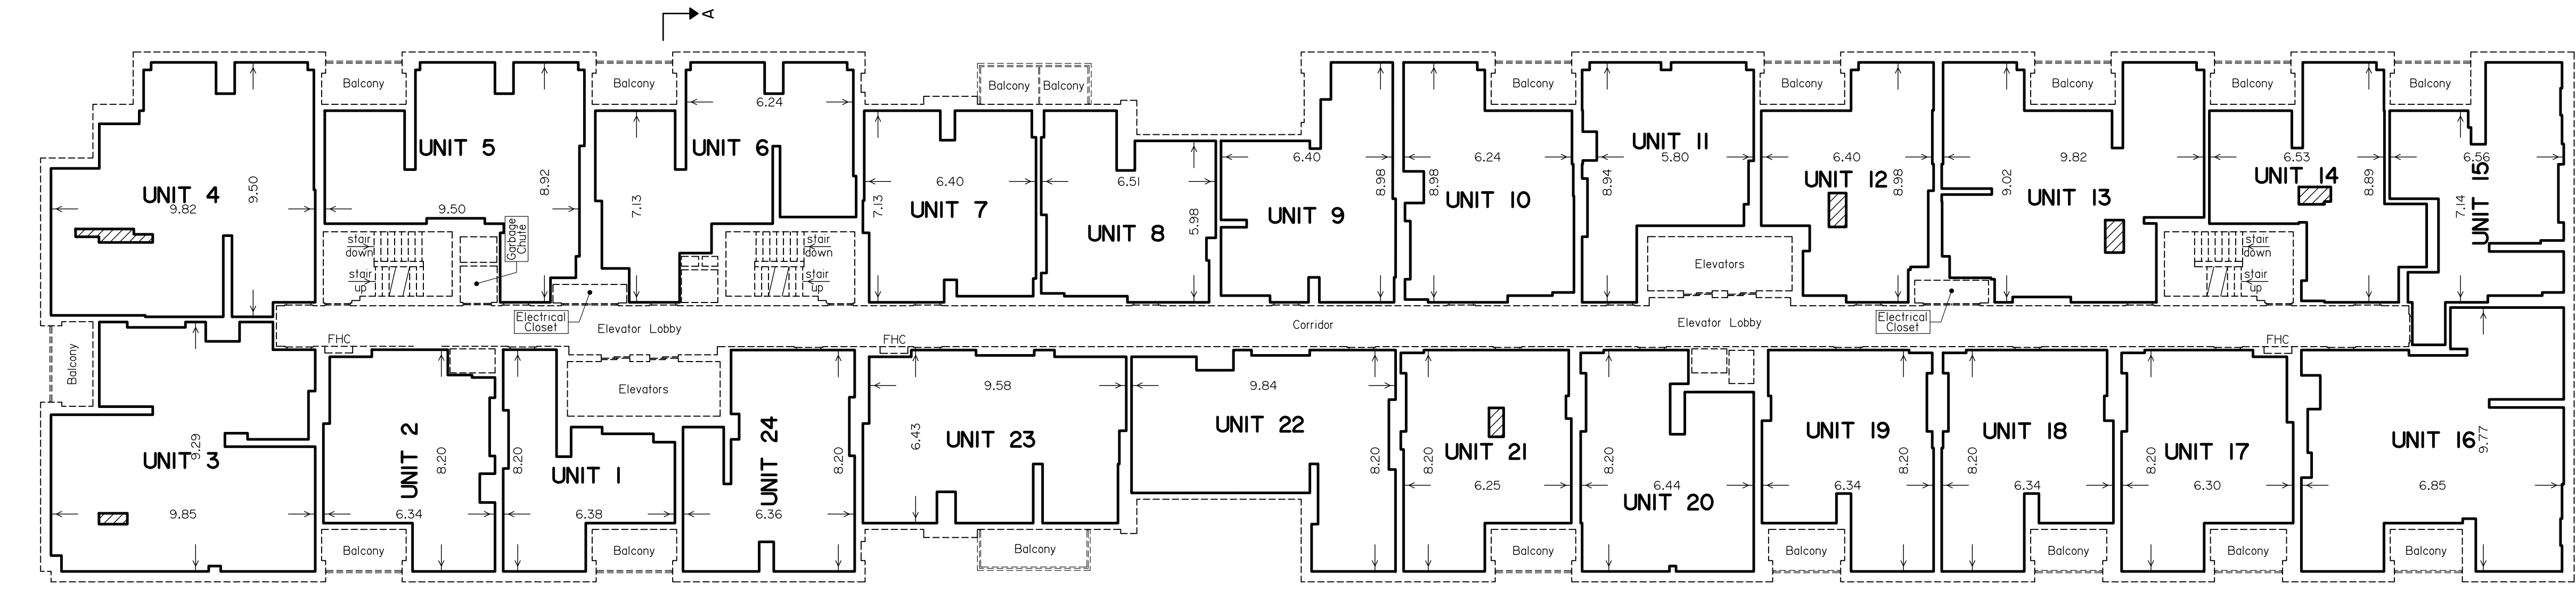 A
Balcony
Balcony
Balcony
Balcony
Balcony
Balcony
Balcony
Balcony
Balcony
6.24
UNIT 4
9.82
9.50
UNIT 5
9.50
8.92
UNIT 6
7.13
UNIT 7
6.40
7.13
UNIT 8
6.51
5.98
UNIT 9
6.40
8.98
UNIT 10
6.24
8.98
UNIT 11
5.80
8.94
UNIT 12
6.40
8.98
UNIT 13
9.82
9.02
UNIT 14
6.53
8.89
UNIT 15
6.56
7.14
stair
down
stair
up
Garbage
Chute
stair
down
stair
up
Elevators
stair
down
stair
up
Electrical
Closet
Elevator Lobby
Corridor
Elevator Lobby
Electrical
Closet
FHC
FHC
FHC
Balcony
Elevators
UNIT 3
9.29
9.85
UNIT 2
8.20
6.34
UNIT 1
8.20
6.38
UNIT 24
8.20
6.36
UNIT 23
9.58
6.43
UNIT 22
9.84
8.20
UNIT 21
8.20
6.25
UNIT 20
8.20
6.44
UNIT 19
8.20
6.34
UNIT 18
8.20
6.34
UNIT 17
8.20
6.30
UNIT 16
9.77
6.85
Balcony
Balcony
Balcony
Balcony
Balcony
Balcony
Balcony
Balcony